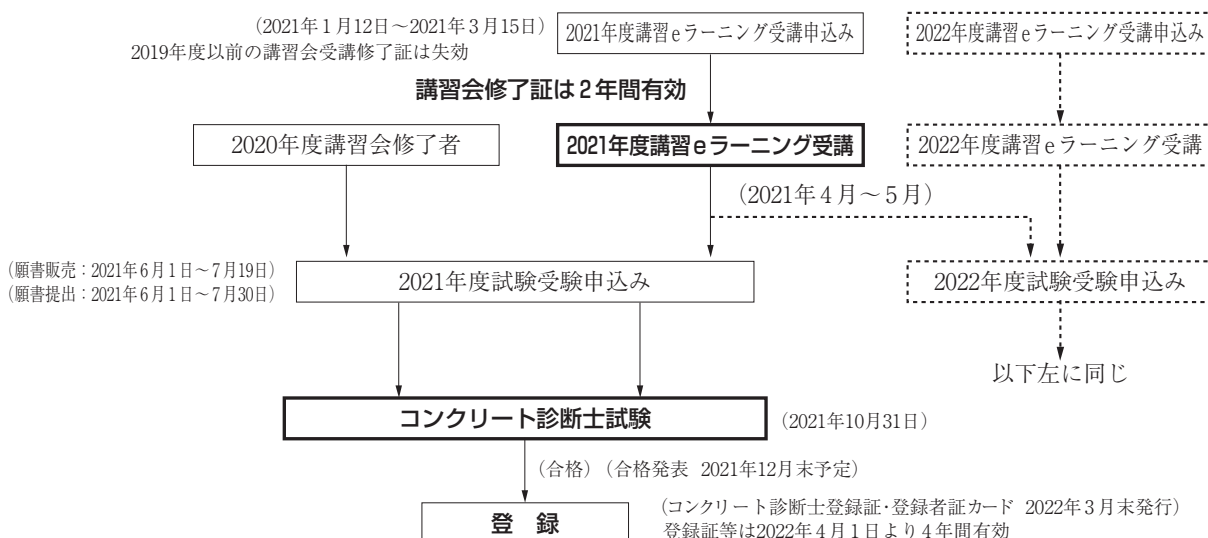 (2021年1月12日～2021年3月15日)
2021年度講習eラーニング受講申込み
2022年度講習eラーニング受講申込み
2019年度以前の講習会受講修了証は失効
講習会修了証は2年間有効
2020年度講習会修了者
2021年度講習eラーニング受講
2022年度講習eラーニング受講
(2021年4月～5月)
(願書販売：2021年6月1日～7月19日)
(願書提出：2021年6月1日～7月30日)
2021年度試験受験申込み
2022年度試験受験申込み
以下左に同じ
コンクリート診断士試験
(2021年10月31日)
(合格) (合格発表 2021年12月末予定)
登 録
(コンクリート診断士登録証・登録者証カード 2022年3月末発行)
登録証等は2022年4月1日より4年間有効